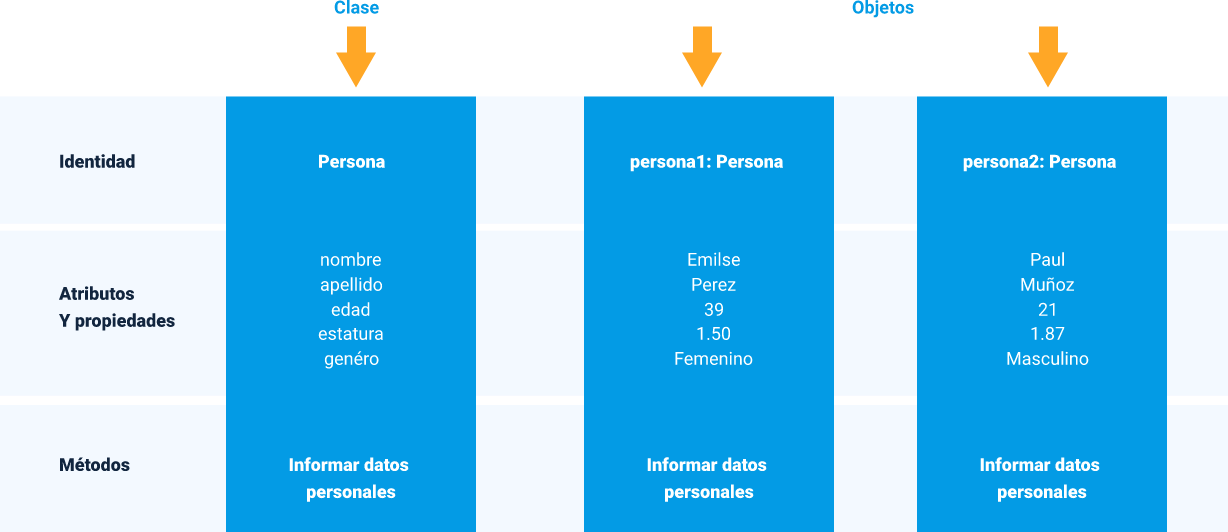 Clase
Objetos
Identidad
Persona
persona1: Persona
persona2: Persona
Atributos
Y propiedades
nombre
apellido
edad
estatura
genéro
Emilse
Perez
39
1.50
Femenino
Paul
Muñoz
21
1.87
Masculino
Métodos
Informar datos
personales
Informar datos
personales
Informar datos
personales